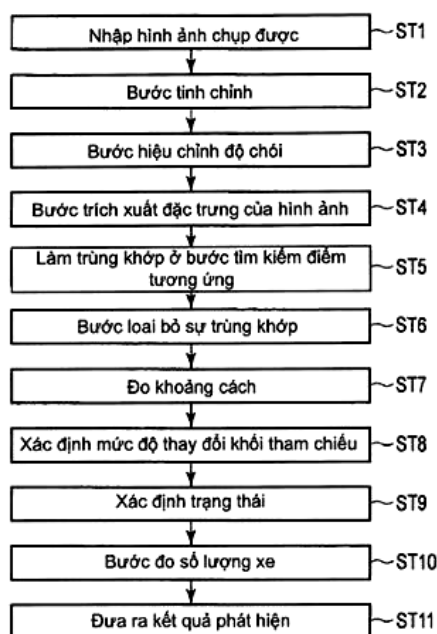 Nhập hình ảnh chụp được
ST1
Bước tinh chỉnh
ST2
Bước hiệu chỉnh độ chói
ST3
Bước trích xuất đặc trưng của hình ảnh
ST4
Làm trùng khớp ở bước tìm kiếm điểm
tương ứng
ST5
Bước loai bỏ sự trùng khớp
ST6
Đo khoảng cách
ST7
Xác định mức độ thay đổi khối tham chiếu
ST8
Xác định trạng thái
ST9
Bước đo số lượng xe
ST10
Đưa ra kết quả phát hiện
ST11